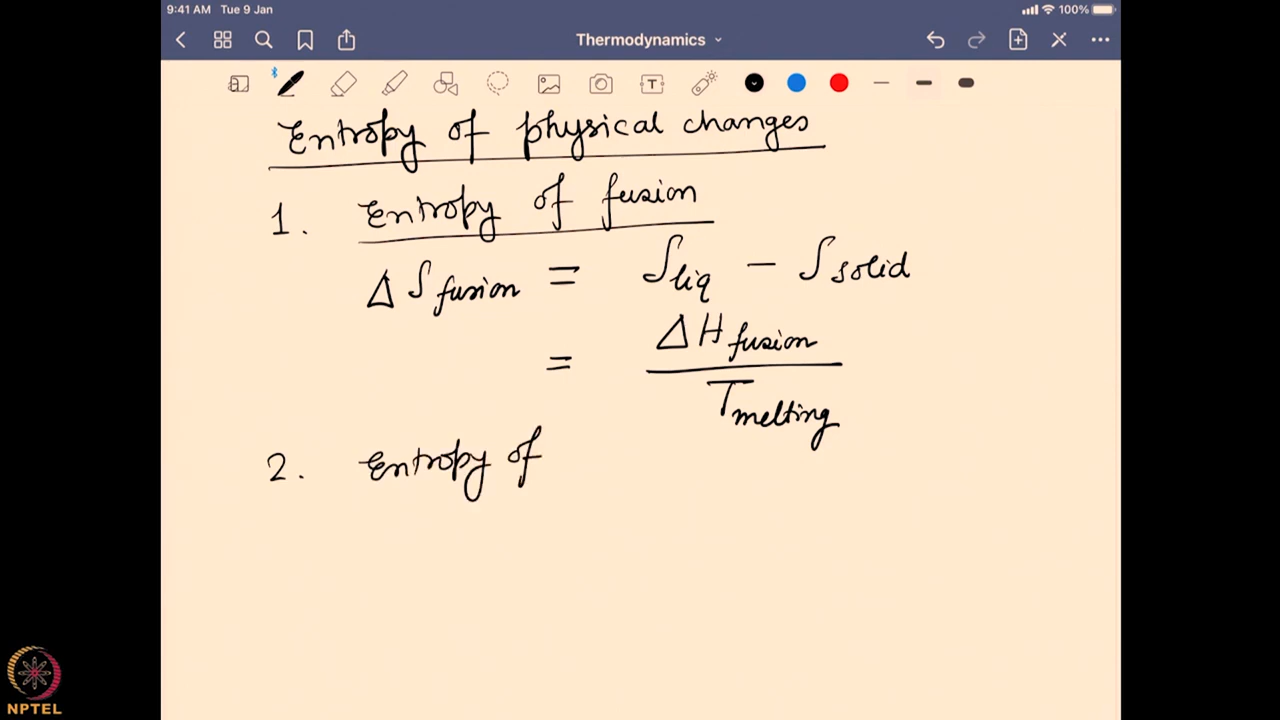 9:41 AM Tue 9 Jan
100%
Thermodynamics
T
Entropy of physical changes
1. Entropy of fusion
ΔS fusion = S liq - S solid
= ΔH fusion / T melting
2. Entropy of
NPTEL